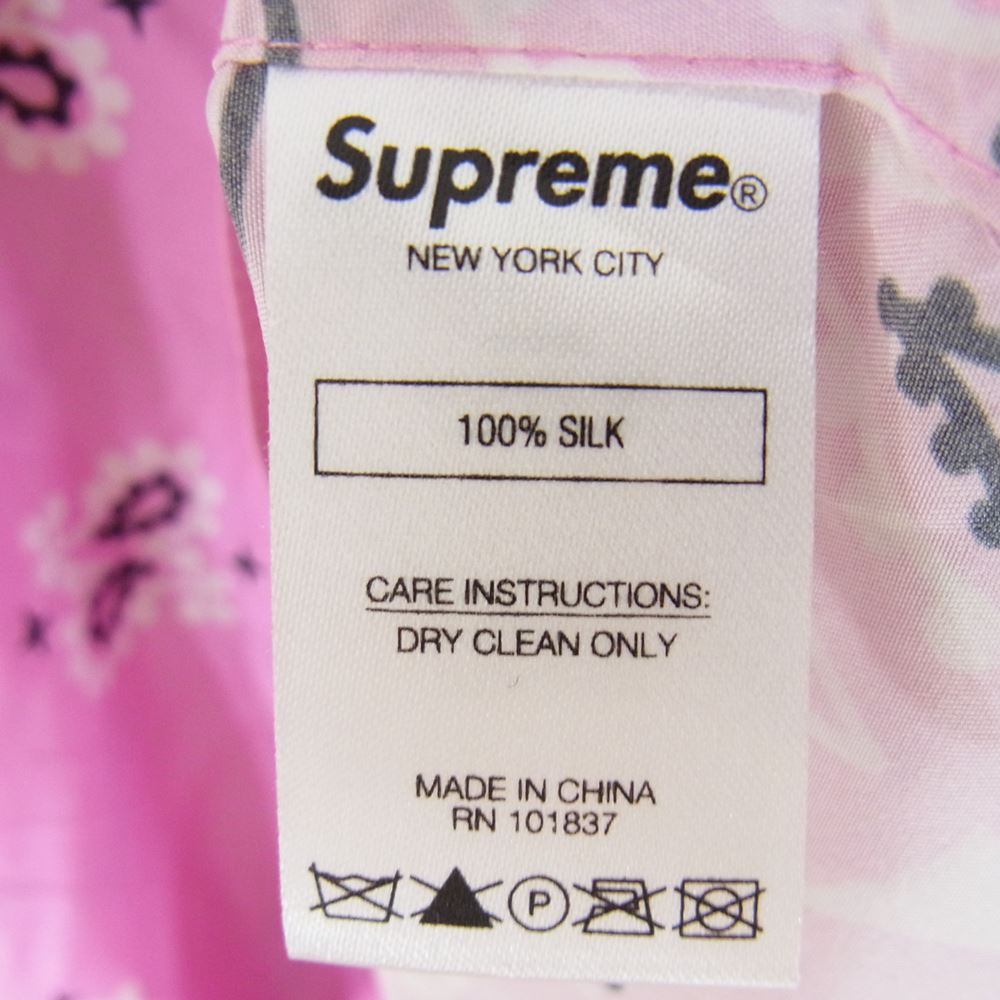 Supreme®
NEW YORK CITY
100% SILK
CARE INSTRUCTIONS:
DRY CLEAN ONLY
MADE IN CHINA
RN 101837
P